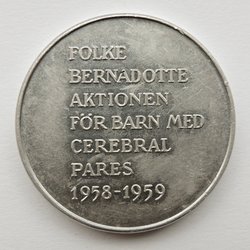 FOLKE
BERNADOTTE
AKTIONEN
FÖR BARN MED
CEREBRAL
PARES
1958-1959